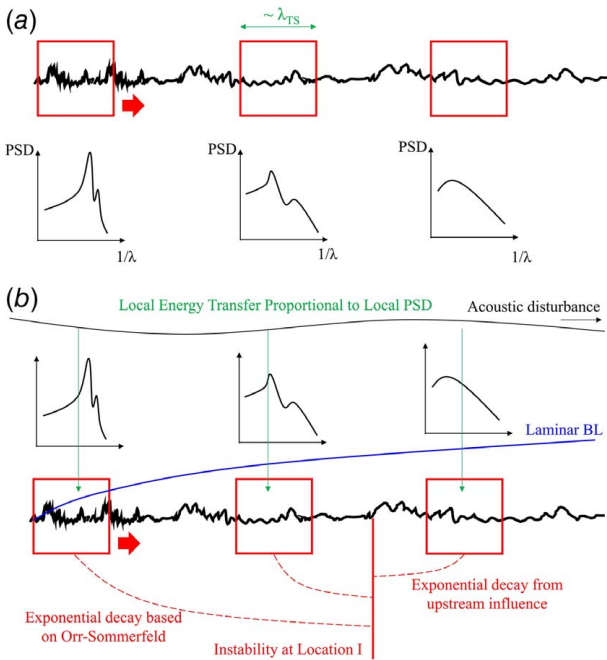 (a)
~ λTS
PSD
PSD
PSD
1/λ
1/λ
1/λ
(b)
Local Energy Transfer Proportional to Local PSD
Acoustic disturbance
Laminar BL
Exponential decay based
on Orr-Sommerfeld
Instability at Location I
Exponential decay from
upstream influence